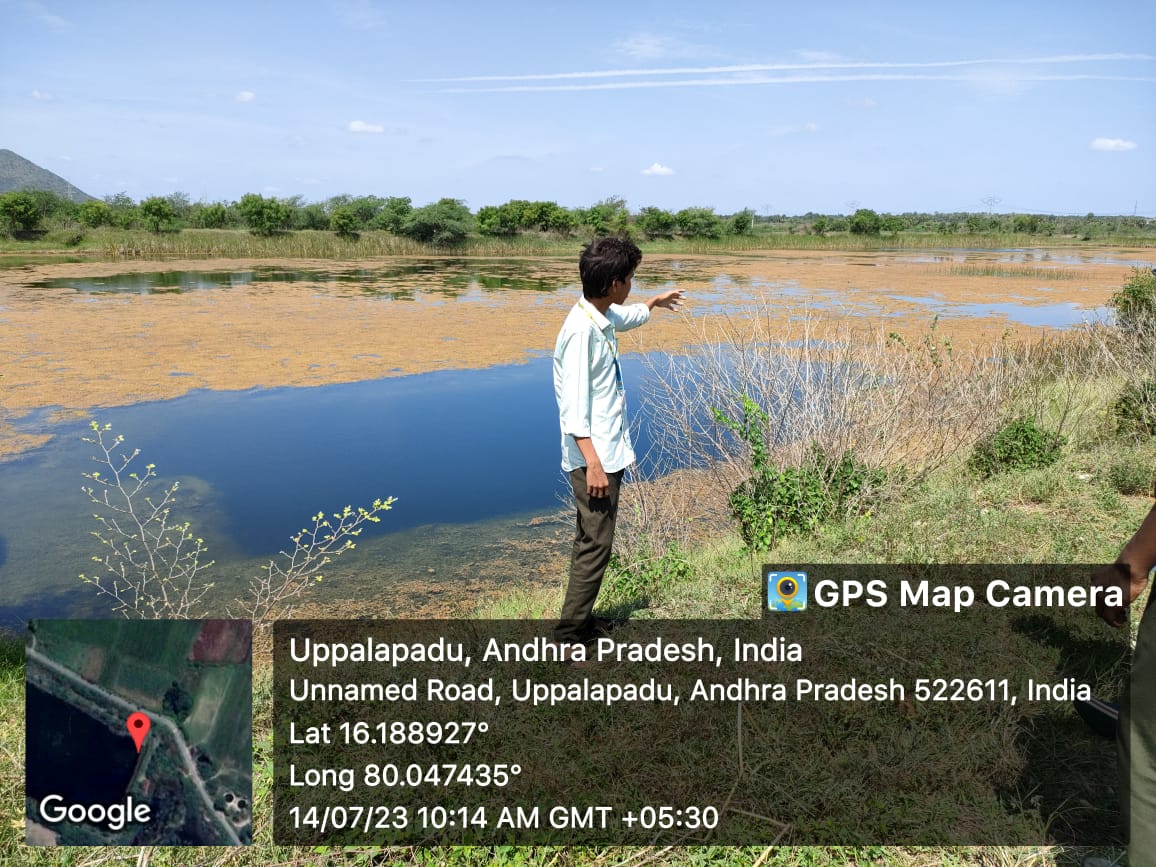 GPS Map Camera
Uppalapadu, Andhra Pradesh, India
Unnamed Road, Uppalapadu, Andhra Pradesh 522611, India
Lat 16.188927°
Long 80.047435°
14/07/23 10:14 AM GMT +05:30
Google